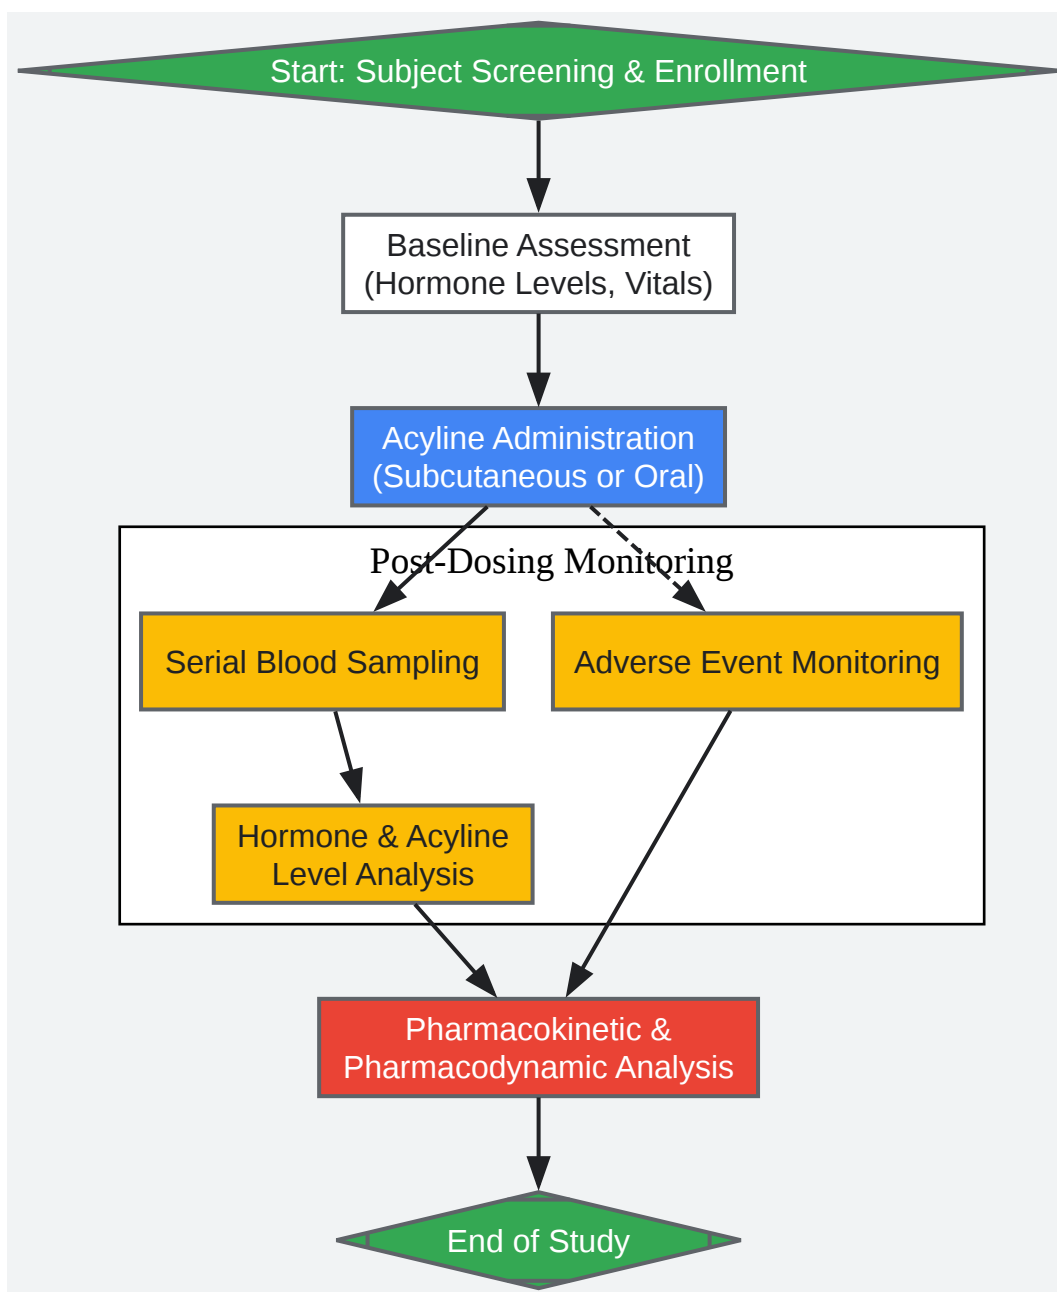 Start: Subject Screening & Enrollment
Baseline Assessment
(Hormone Levels, Vitals)
Acyline Administration
(Subcutaneous or Oral)
Post-Dosing Monitoring
Serial Blood Sampling
Adverse Event Monitoring
Hormone & Acyline
Level Analysis
Pharmacokinetic &
Pharmacodynamic Analysis
End of Study